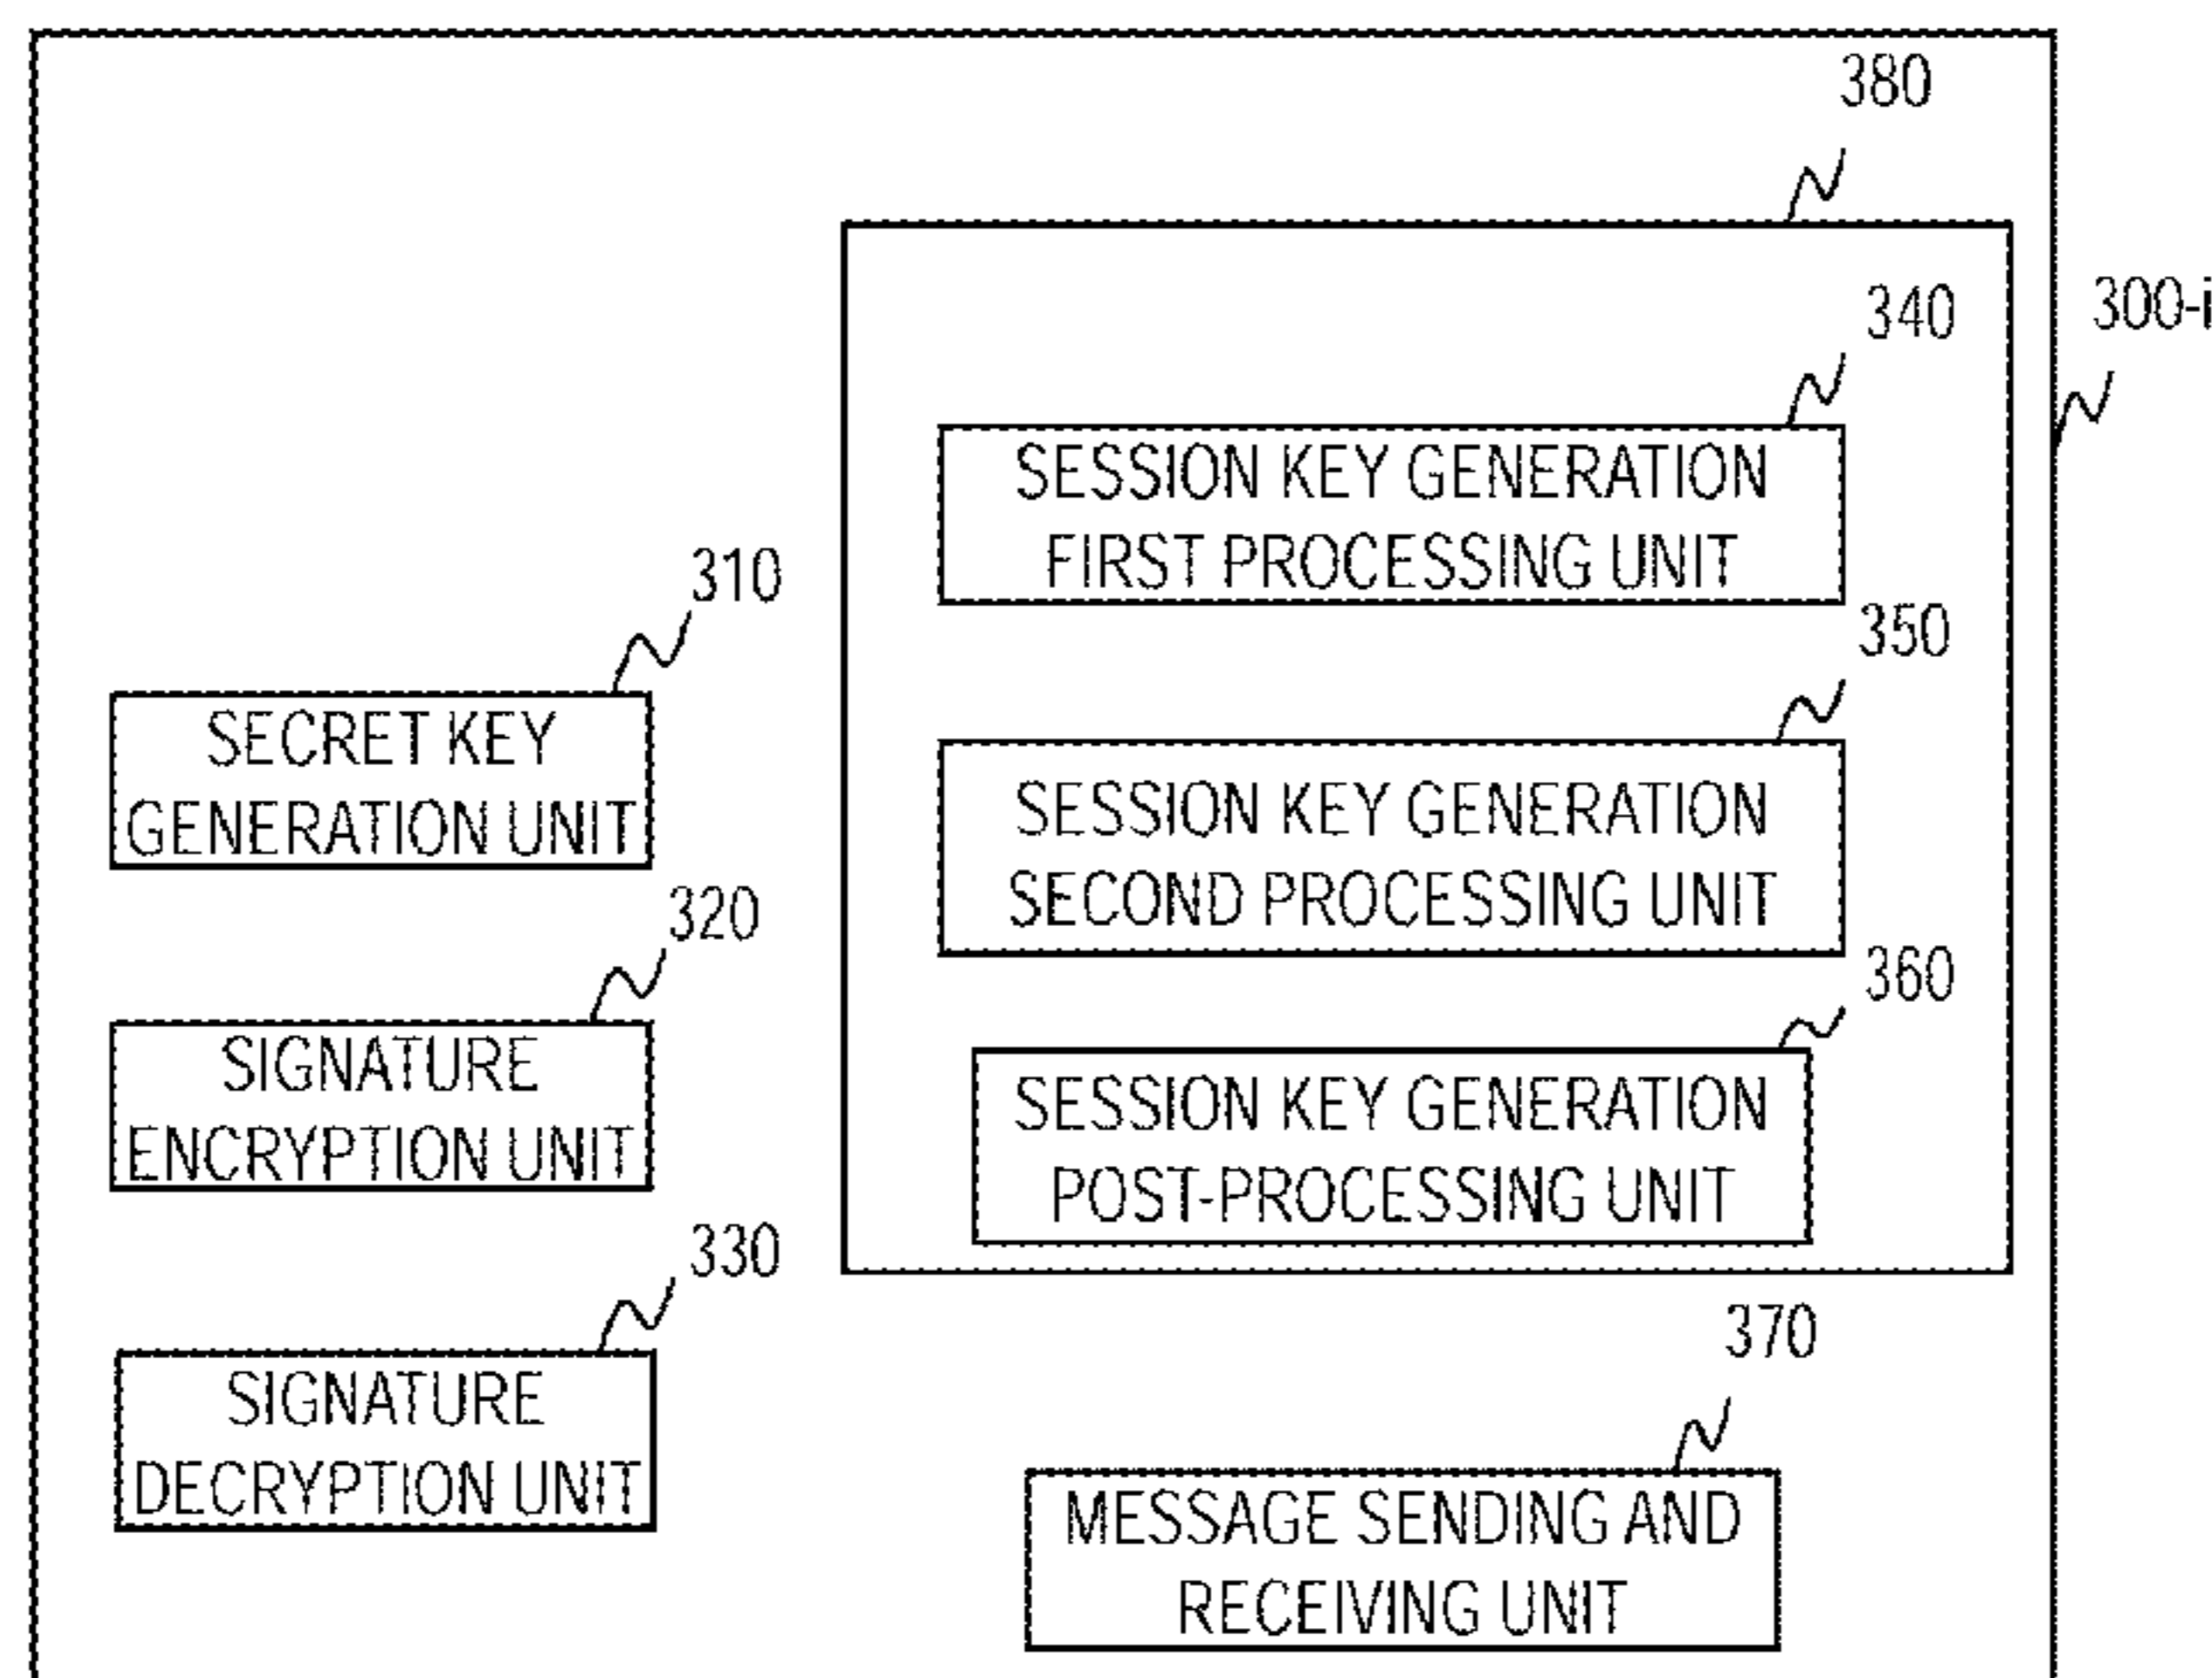 380
300-i
340
SESSION KEY GENERATION
FIRST PROCESSING UNIT
310
SECRET KEY
GENERATION UNIT
350
SESSION KEY GENERATION
SECOND PROCESSING UNIT
320
SIGNATURE
ENCRYPTION UNIT
360
SESSION KEY GENERATION
POST-PROCESSING UNIT
330
SIGNATURE
DECRYPTION UNIT
370
MESSAGE SENDING AND
RECEIVING UNIT